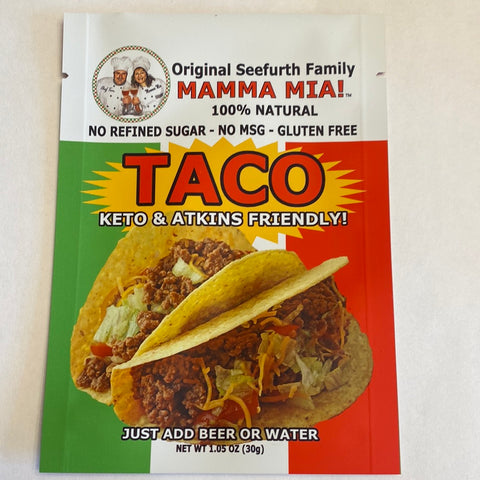 Original Seefurth Family
MAMMA MIA!™
100% NATURAL
NO REFINED SUGAR - NO MSG - GLUTEN FREE
TACO
KETO & ATKINS FRIENDLY!
JUST ADD BEER OR WATER
NET WT 1.05 OZ (30g)